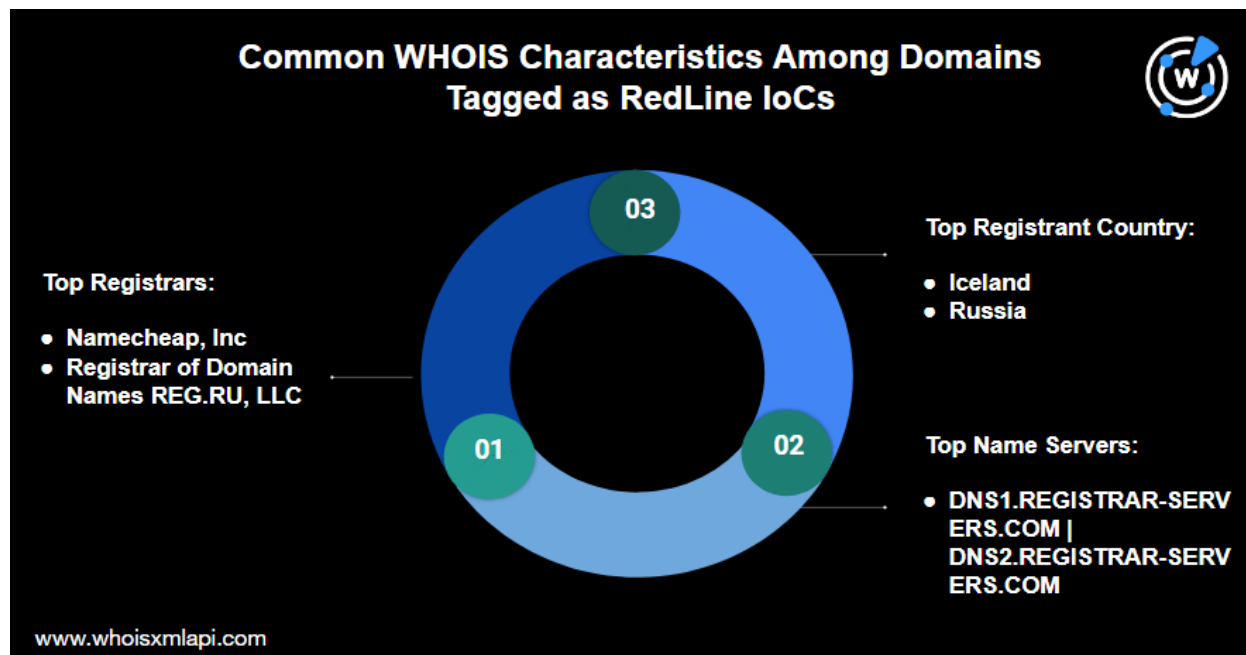 Common WHOIS Characteristics Among Domains
Tagged as RedLine IoCs
W
03
Top Registrant Country:
● Iceland
● Russia
Top Registrars:
● Namecheap, Inc
● Registrar of Domain
Names REG.RU, LLC
01
02
Top Name Servers:
● DNS1.REGISTRAR-SERV
ERS.COM |
DNS2.REGISTRAR-SERV
ERS.COM
www.whoisxmlapi.com